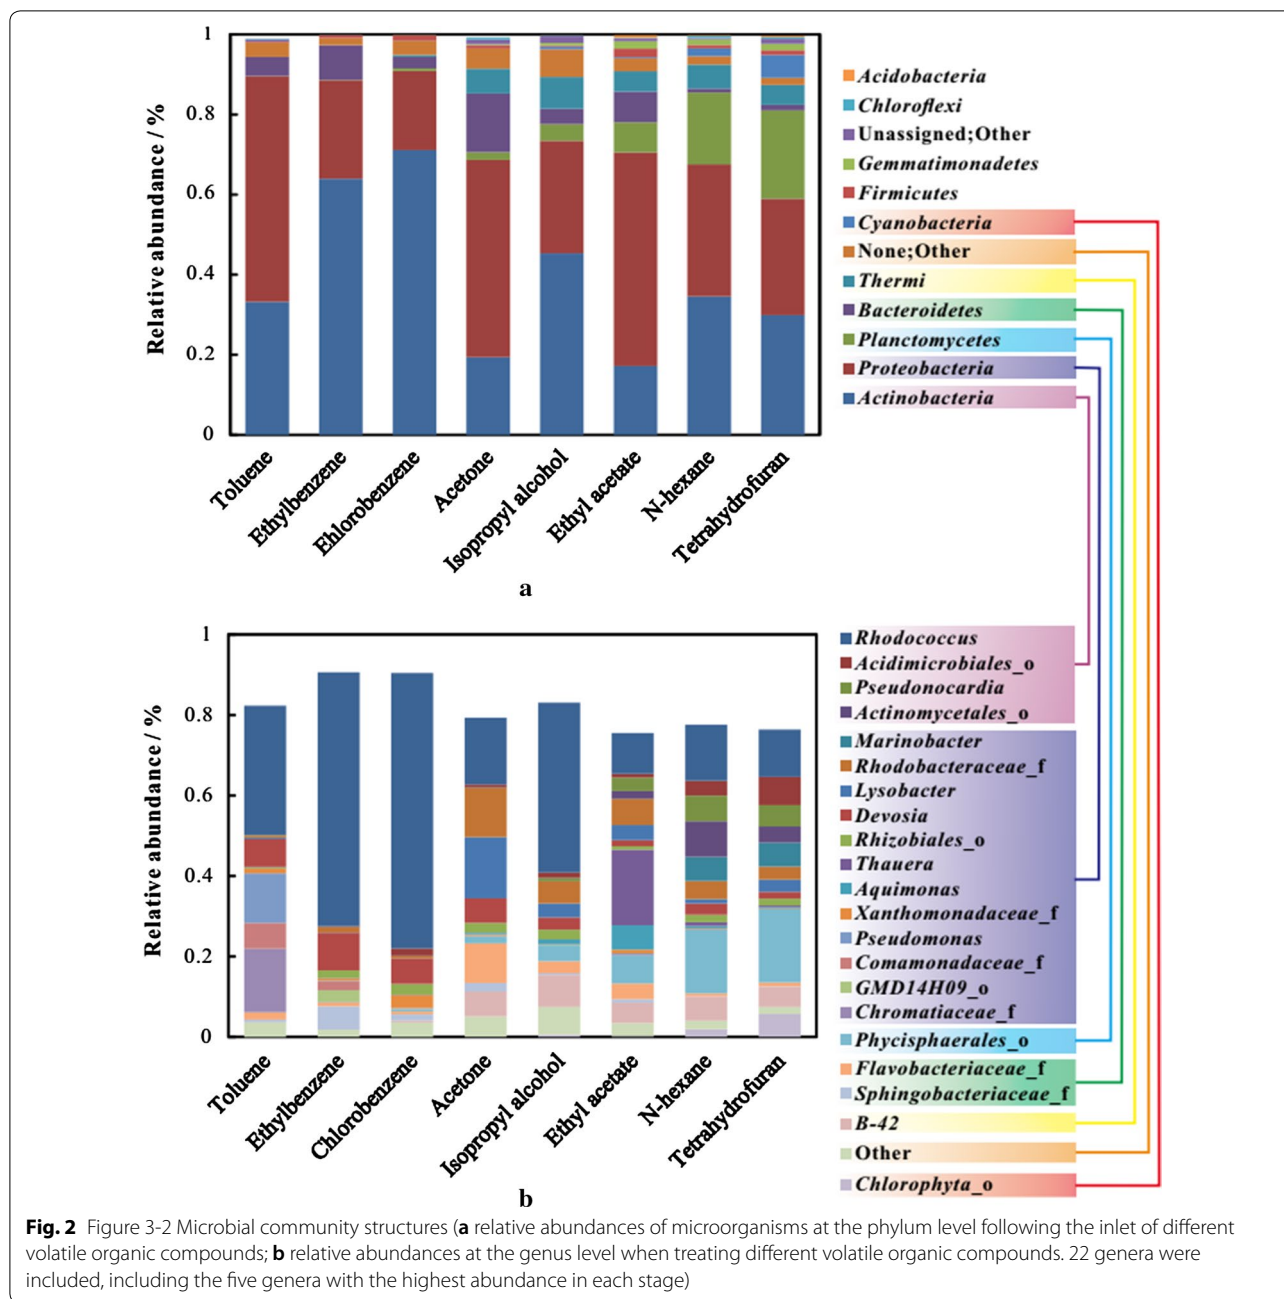 1
0.8
0.6
0.4
0.2
0
Relative abundance / %
Toluene
Ethylbenzene
Ehlorobenzene
Acetone
Isopropyl alcohol
Ethyl acetate
N-hexane
Tetrahydrofuran
a
Acidobacteria
Chloroflexi
Unassigned;Other
Gemmatimonadetes
Firmicutes
Cyanobacteria
None;Other
Thermi
Bacteroidetes
Planctomycetes
Proteobacteria
Actinobacteria
1
0.8
0.6
0.4
0.2
0
Relative abundance / %
Toluene
Ethylbenzene
Chlorobenzene
Acetone
Isopropyl alcohol
Ethyl acetate
N-hexane
Tetrahydrofuran
b
Rhodococcus
Acidimicrobiales_o
Pseudonocardia
Actinomycetales_o
Marinobacter
Rhodobacteraceae_f
Lysobacter
Devosia
Rhizobiales_o
Thauera
Aquimonas
Xanthomonadaceae_f
Pseudomonas
Comamonadaceae_f
GMD14H09_o
Chromatiaceae_f
Phycisphaerales_o
Flavobacteriaceae_f
Sphingobacteriaceae_f
B-42
Other
Chlorophyta_o
Fig. 2 Figure 3-2 Microbial community structures (a relative abundances of microorganisms at the phylum level following the inlet of different
volatile organic compounds; b relative abundances at the genus level when treating different volatile organic compounds. 22 genera were
included, including the five genera with the highest abundance in each stage)